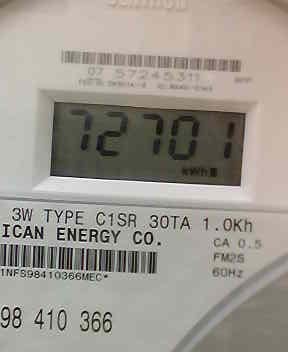 07 57245311
72701
kWh
3W TYPE C1SR 30TA 1.0Kh
ICAN ENERGY CO.
CA 0.5
FM2S
60Hz
1NFS98410366MEC*
98 410 366